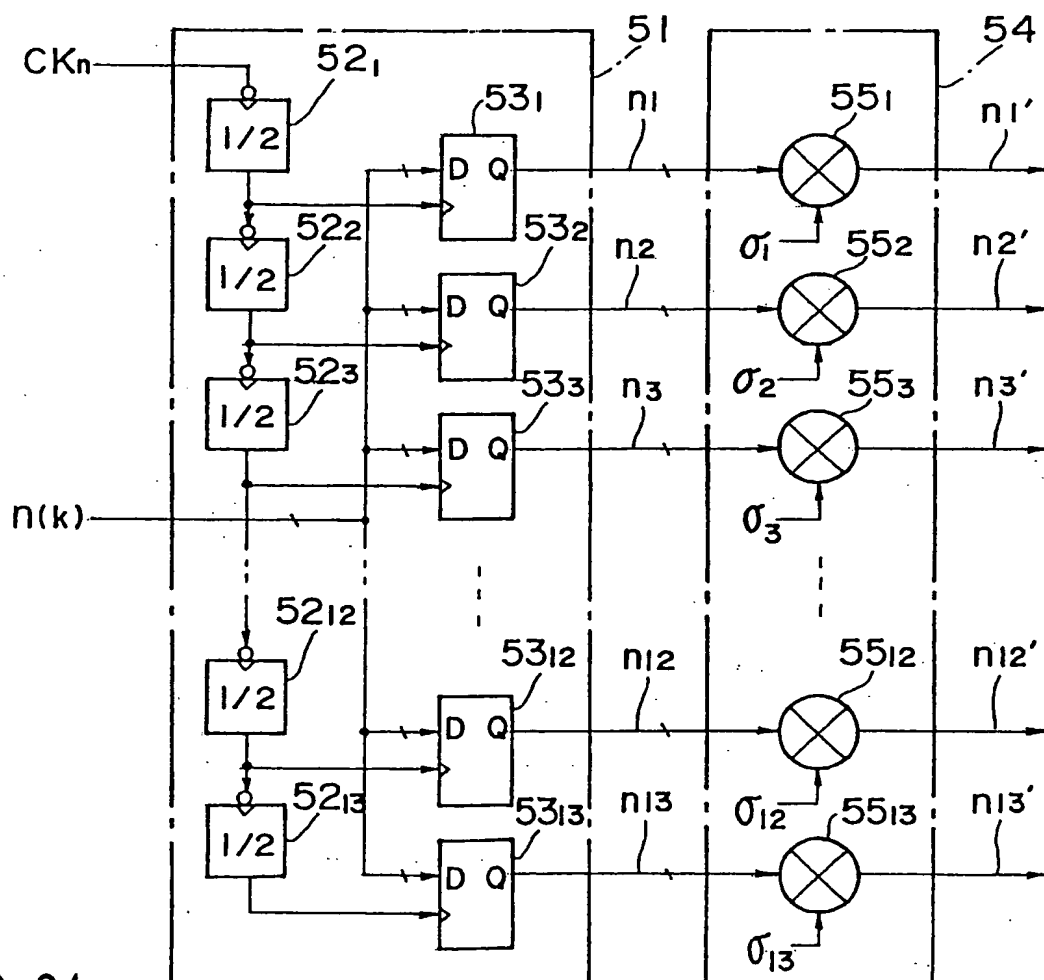 51
54
CKn
52₁
1/2
53₁
D Q
n1
55₁
n1'
σ1
52₂
1/2
53₂
D Q
n2
55₂
n2'
σ2
52₃
1/2
53₃
D Q
n3
55₃
n3'
σ3
n(k)
52₁₂
1/2
53₁₂
D Q
n12
55₁₂
n12'
σ12
52₁₃
1/2
53₁₃
D Q
n13
55₁₃
n13'
σ13